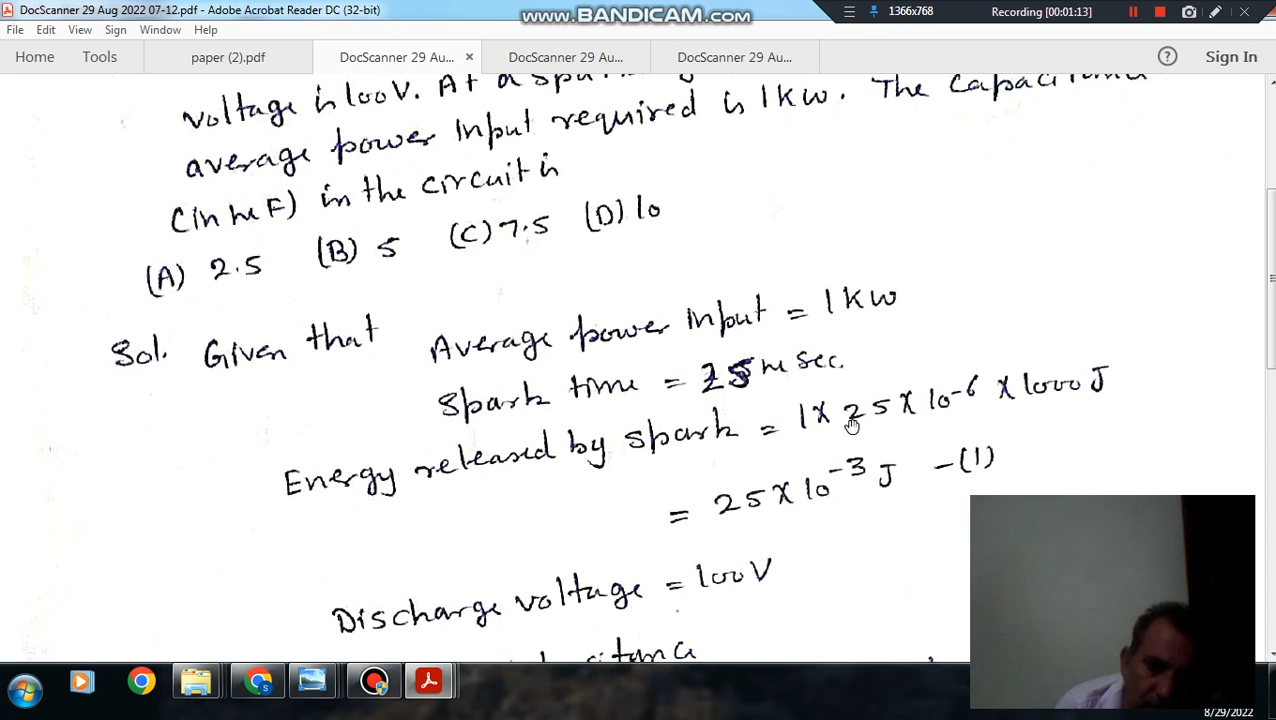 DocScanner 29 Aug 2022 07-12.pdf - Adobe Acrobat Reader DC (32-bit)
www.BANDICAM.com
1366x768
Recording [00:01:13]
File Edit View Sign Window Help
Home Tools paper (2).pdf DocScanner 29 Au... × DocScanner 29 Au... DocScanner 29 Au... Sign In
voltage is 100V. At a
average power input required is 1kw. The
C(in μF) in the circuit is
(A) 2.5 (B) 5 (C) 7.5 (D) 10
Sol. Given that Average power input = 1kw
Spark time = 25 μ sec.
Energy released by spark = 1 x 25 x 10-6 x 1000 J
= 25 x 10-3 J -(1)
Discharge voltage = 100V
8/29/2022